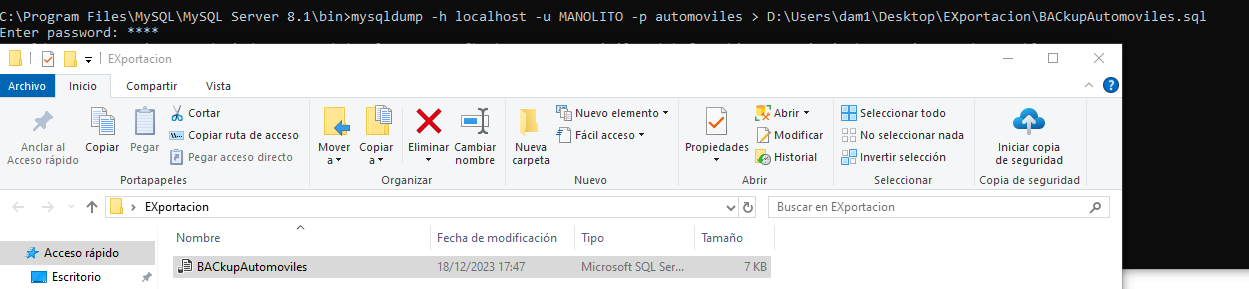 C:\Program Files\MySQL\MySQL Server 8.1\bin>mysqldump -h localhost -u MANOLITO -p automoviles > D:\Users\dam1\Desktop\EXportacion\BACkupAutomoviles.sql
Enter password: ****
EXportacion
Archivo Inicio Compartir Vista
Anclar al Acceso rápido
Copiar
Pegar
Cortar
Copiar ruta de acceso
Pegar acceso directo
Portapapeles
Mover a
Copiar a
Eliminar
Cambiar nombre
Organizar
Nueva carpeta
Nuevo elemento
Fácil acceso
Nuevo
Propiedades
Abrir
Modificar
Historial
Abrir
Seleccionar todo
No seleccionar nada
Invertir selección
Seleccionar
Iniciar copia de seguridad
Copia de seguridad
EXportacion
Buscar en EXportacion
Acceso rápido
Escritorio
Nombre Fecha de modificación Tipo Tamaño
BACkupAutomoviles 18/12/2023 17:47 Microsoft SQL Ser... 7 KB